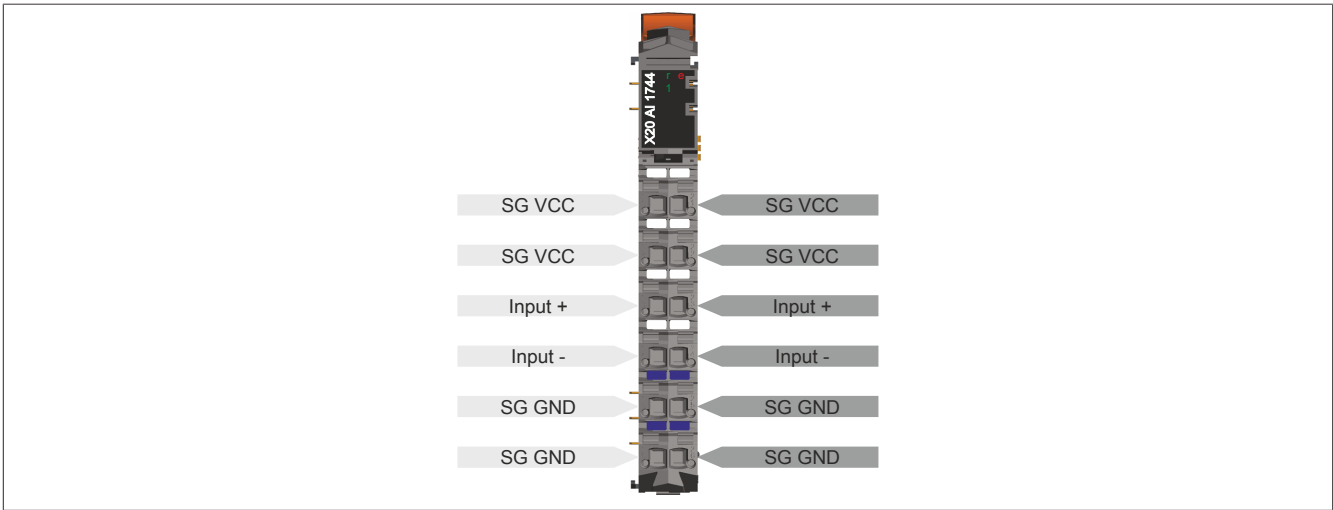 X20 AI 1744
r e
1
SG VCC SG VCC
SG VCC SG VCC
Input + Input +
Input - Input -
SG GND SG GND
SG GND SG GND